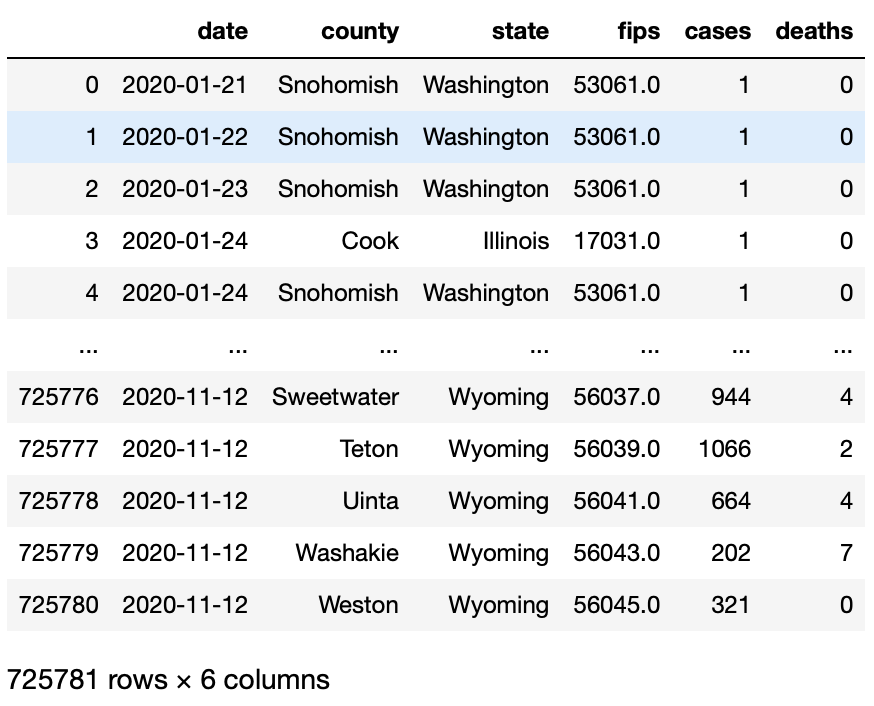 date county state fips cases deaths
0 2020-01-21 Snohomish Washington 53061.0 1 0
1 2020-01-22 Snohomish Washington 53061.0 1 0
2 2020-01-23 Snohomish Washington 53061.0 1 0
3 2020-01-24 Cook Illinois 17031.0 1 0
4 2020-01-24 Snohomish Washington 53061.0 1 0
... ... ... ... ... ... ...
725776 2020-11-12 Sweetwater Wyoming 56037.0 944 4
725777 2020-11-12 Teton Wyoming 56039.0 1066 2
725778 2020-11-12 Uinta Wyoming 56041.0 664 4
725779 2020-11-12 Washakie Wyoming 56043.0 202 7
725780 2020-11-12 Weston Wyoming 56045.0 321 0
725781 rows × 6 columns